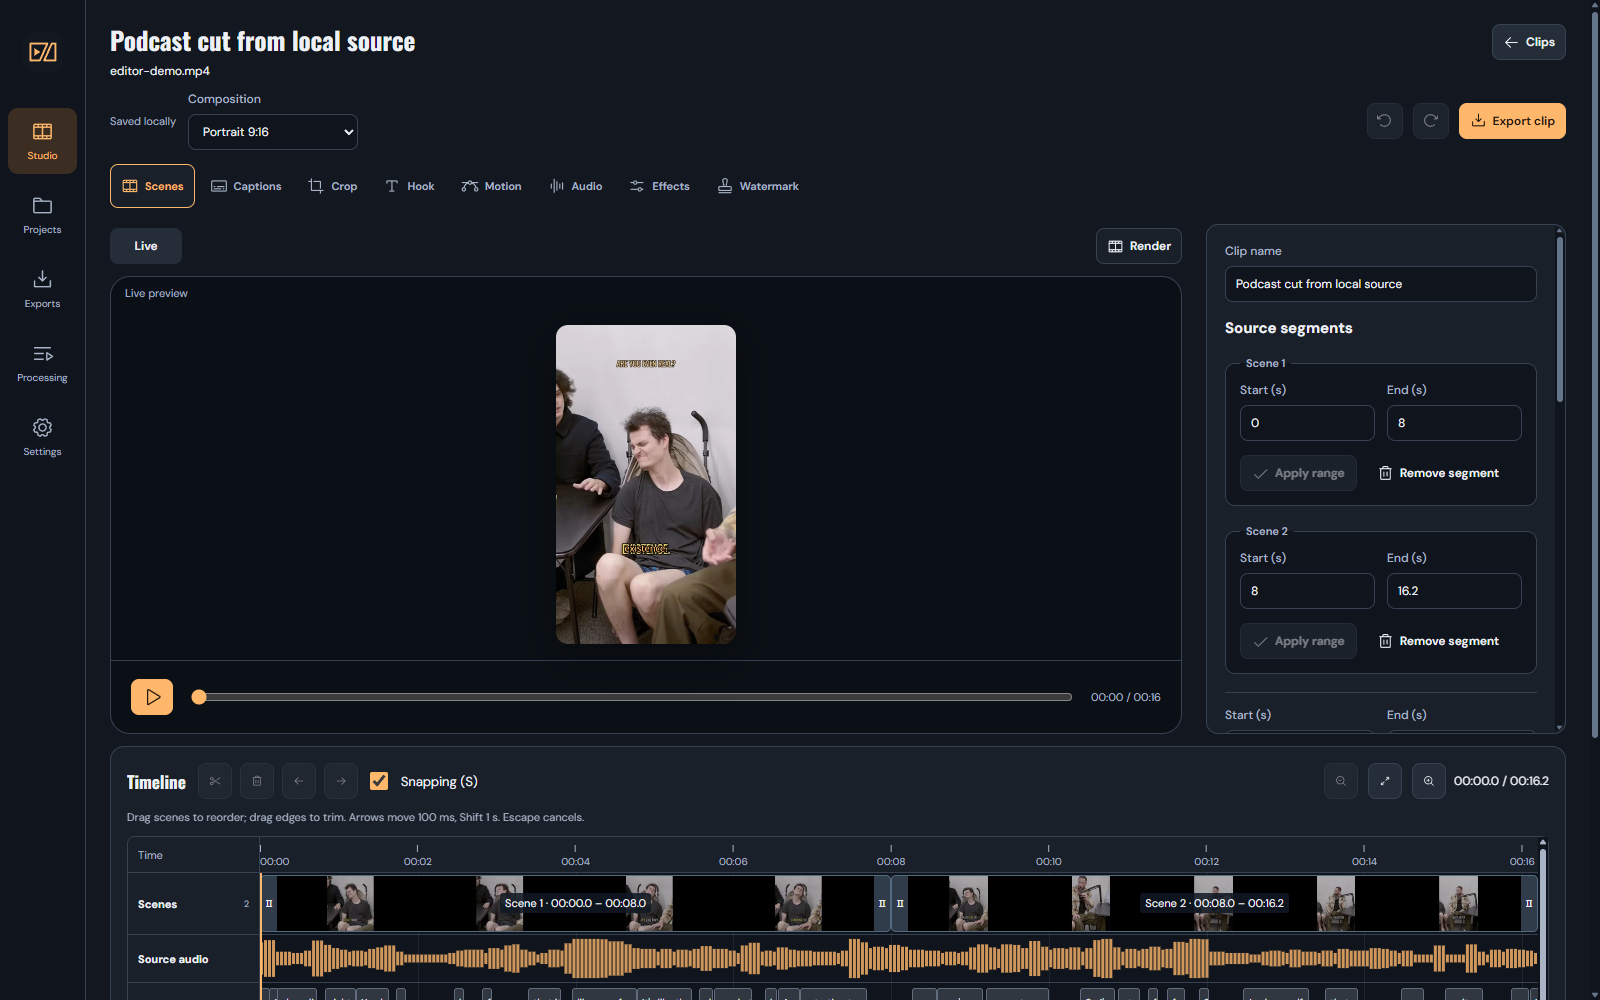 Podcast cut from local source
editor-demo.mp4
Clips
Saved locally
Composition
Portrait 9:16
Export clip
Studio
Projects
Exports
Processing
Settings
Scenes
Captions
Crop
Hook
Motion
Audio
Effects
Watermark
Live
Render
Live preview
ARE YOU EVEN REAL?
EXISTENCE.
00:00 / 00:16
Clip name
Podcast cut from local source
Source segments
Scene 1
Start (s)
End (s)
0
8
Apply range
Remove segment
Scene 2
Start (s)
End (s)
8
16.2
Apply range
Remove segment
Start (s)
End (s)
Timeline
Snapping (S)
00:00.0 / 00:16.2
Drag scenes to reorder; drag edges to trim. Arrows move 100 ms, Shift 1 s. Escape cancels.
Time
00:00
00:02
00:04
00:06
00:08
00:10
00:12
00:14
00:16
Scenes
2
Scene 1 · 00:00.0 – 00:08.0
Scene 2 · 00:08.0 – 00:16.2
Source audio